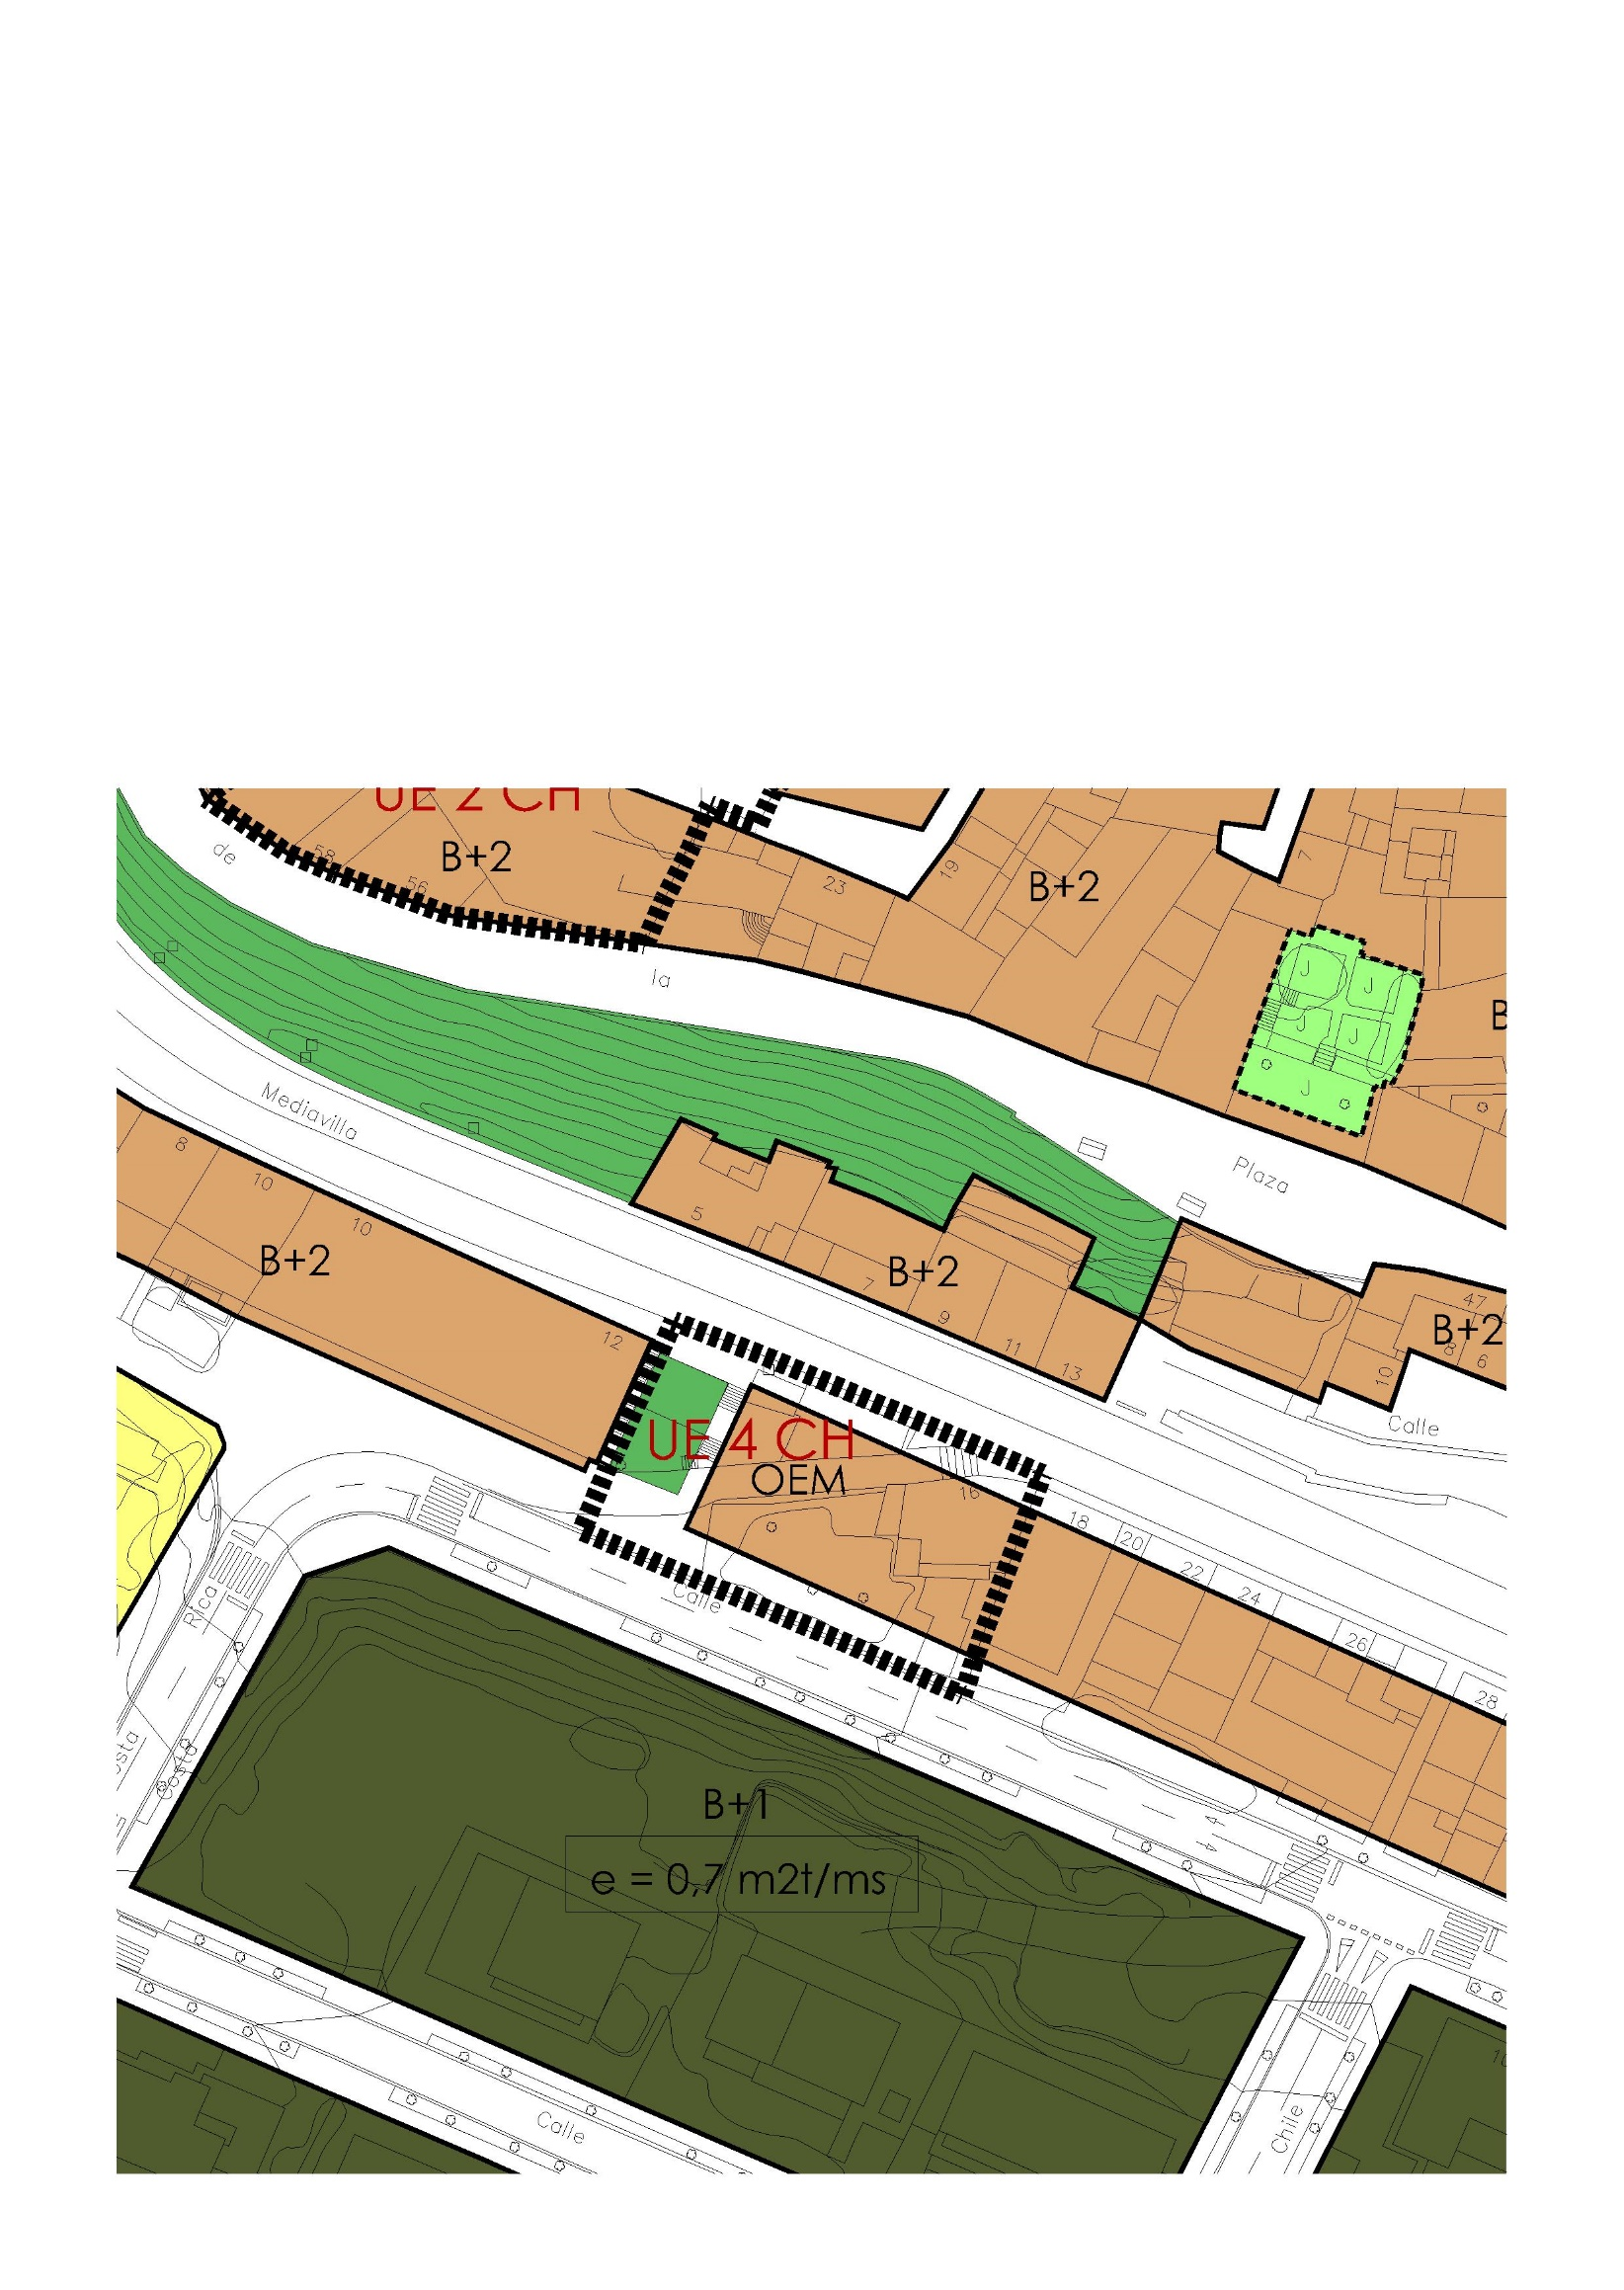 UE 2 CH
de
58
B+2
56
23
19
7
B+2
la
J
J
J
J
J
B
Mediavilla
Plaza
8
10
10
B+2
5
B+2
7
9
11
13
47
B+2
8
6
10
12
Calle
UE 4 CH
OEM
16
18
20
22
24
26
28
Calle
Rica
Costa
B+1
e = 0,7 m2t/ms
Calle
Chile